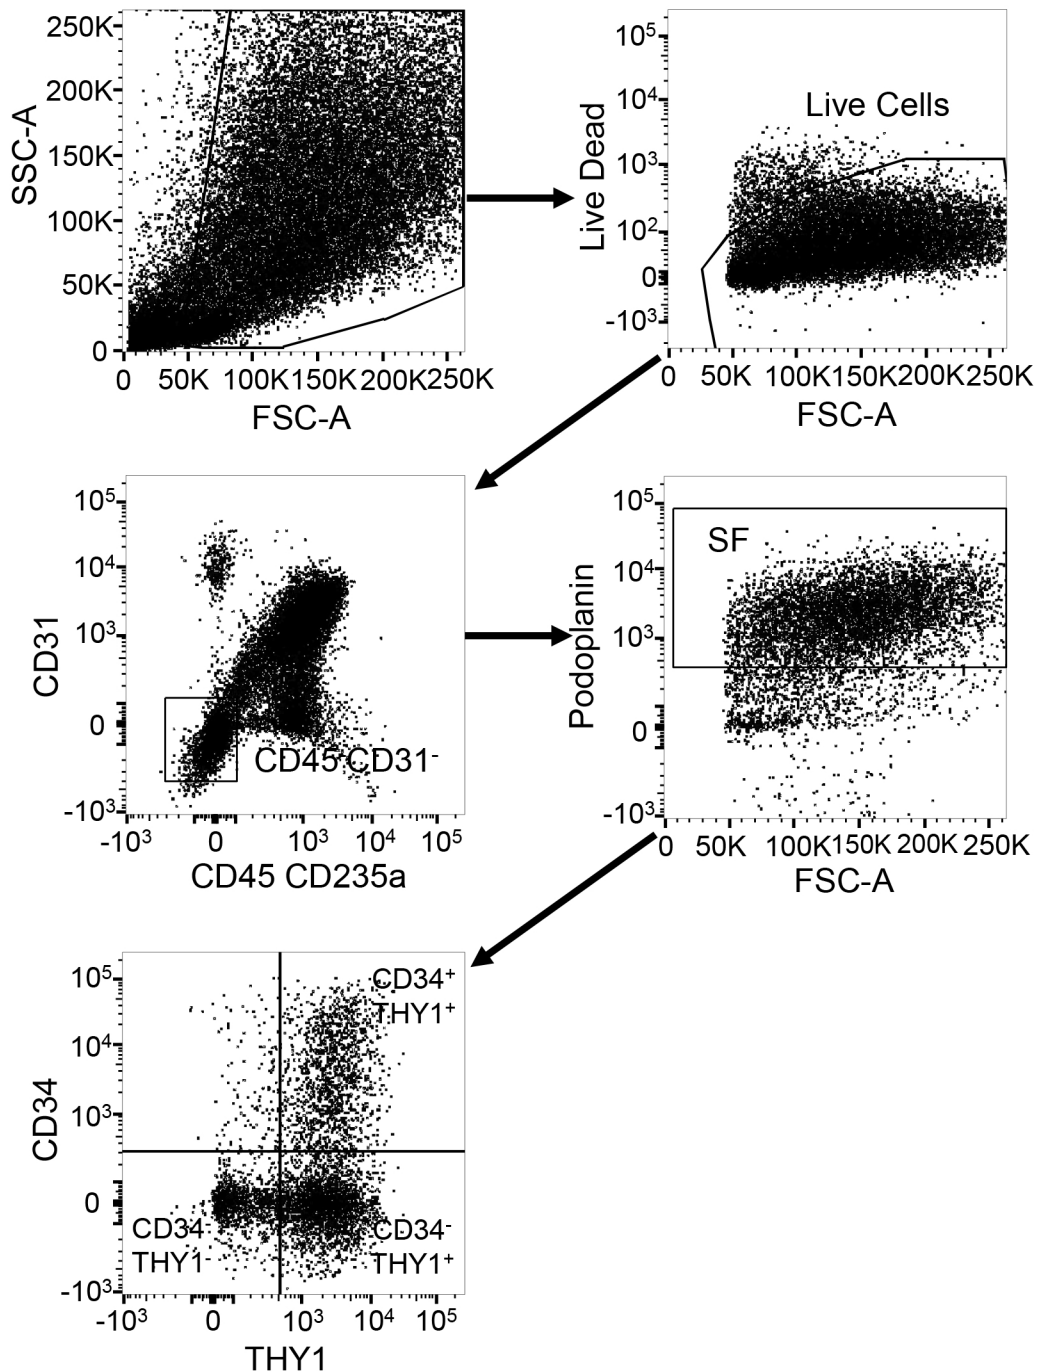 250K
200K
150K
100K
50K
0
SSC-A
0 50K 100K 150K 200K 250K
FSC-A
10⁵
10⁴
10³
10²
0
-10³
Live Dead
Live Cells
0 50K 100K 150K 200K 250K
FSC-A
10⁵
10⁴
10³
0
-10³
CD31
CD45⁻CD31⁻
-10³ 0 10³ 10⁴ 10⁵
CD45 CD235a
10⁵
10⁴
10³
0
-10³
Podoplanin
SF
0 50K 100K 150K 200K 250K
FSC-A
10⁵
10⁴
10³
0
-10³
CD34
CD34⁺
THY1⁺
CD34⁻
THY1⁻
CD34⁻
THY1⁺
-10³ 0 10³ 10⁴ 10⁵
THY1